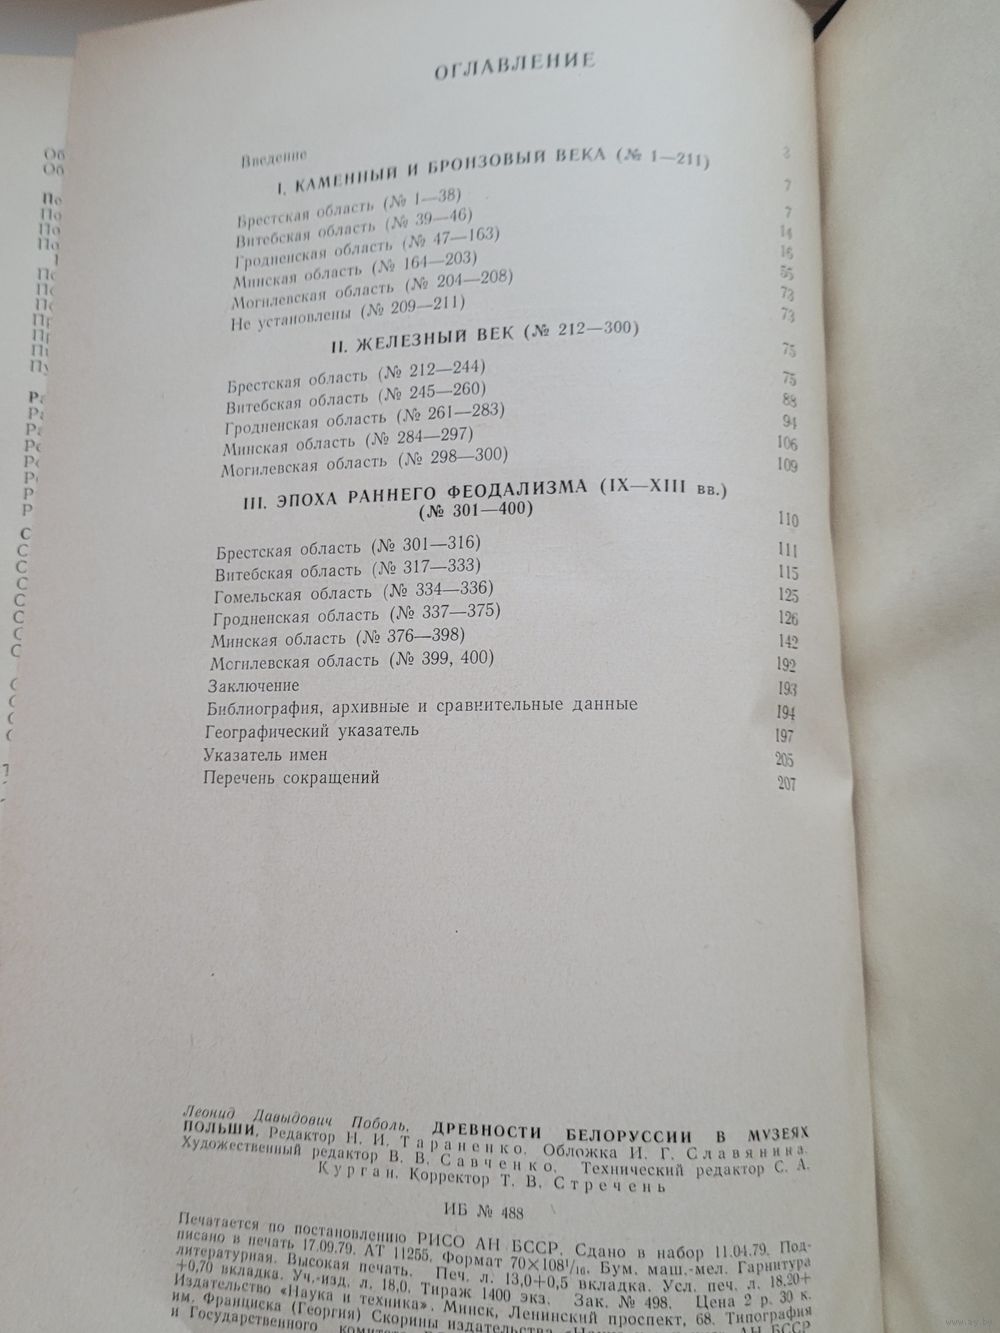 ОГЛАВЛЕНИЕ
Введение 3
I. КАМЕННЫЙ И БРОНЗОВЫЙ ВЕКА (№ 1—211) 7
Брестская область (№ 1—38) 7
Витебская область (№ 39—46) 14
Гродненская область (№ 47—163) 16
Минская область (№ 164—203) 55
Могилевская область (№ 204—208) 73
Не установлены (№ 209—211) 73
II. ЖЕЛЕЗНЫЙ ВЕК (№ 212—300) 75
Брестская область (№ 212—244) 75
Витебская область (№ 245—260) 88
Гродненская область (№ 261—283) 94
Минская область (№ 284—297) 106
Могилевская область (№ 298—300) 109
III. ЭПОХА РАННЕГО ФЕОДАЛИЗМА (IX—XIII вв.)
(№ 301—400) 110
Брестская область (№ 301—316) 111
Витебская область (№ 317—333) 115
Гомельская область (№ 334—336) 125
Гродненская область (№ 337—375) 126
Минская область (№ 376—398) 142
Могилевская область (№ 399, 400) 192
Заключение 193
Библиография, архивные и сравнительные данные 194
Географический указатель 197
Указатель имен 205
Перечень сокращений 207
Леонид Давыдович Поболь. ДРЕВНОСТИ БЕЛОРУССИИ В МУЗЕЯХ
ПОЛЬШИ. Редактор Н. И. Тараненко. Обложка И. Г. Славянина.
Художественный редактор В. В. Савченко. Технический редактор С. А.
Курган. Корректор Т. В. Стречень
ИБ № 488
Печатается по постановлению РИСО АН БССР. Сдано в набор 11.04.79. Под-
писано в печать 17.09.79. АТ 11255. Формат 70×108¹/₁₆. Бум. маш.-мел. Гарнитура
литературная. Высокая печать. Печ. л. 13,0+0,5 вкладка. Усл. печ. л. 18,20+
+0,70 вкладка. Уч.-изд. л. 18,0. Тираж 1400 экз. Зак. № 498. Цена 2 р. 30 к.
Издательство «Наука и техника». Минск, Ленинский проспект, 68. Типография
им. Франциска (Георгия) Скорины издательства
и Государственного АН БССР